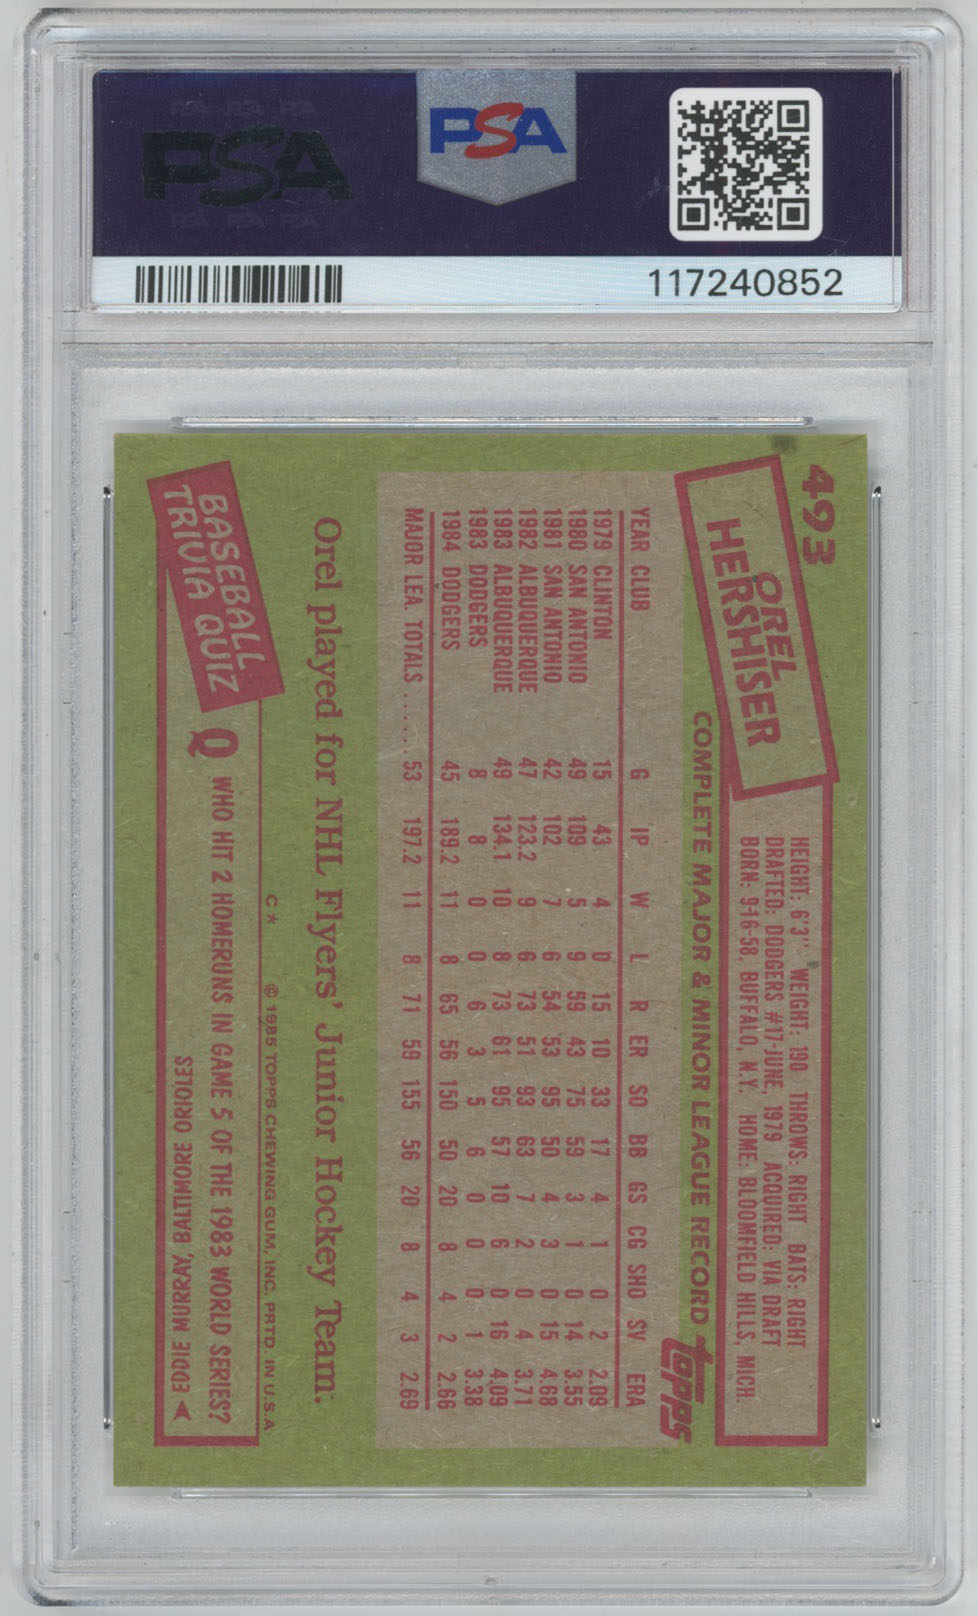 PSA PSA PSA
PSA
PSA
PSA PSA PSA
117240852
493
OREL
HERSHISER
HEIGHT: 6'3" WEIGHT: 190 THROWS: RIGHT BATS: RIGHT
DRAFTED: DODGERS #17-JUNE, 1979 ACQUIRED: VIA DRAFT
BORN: 9-16-58, BUFFALO, N.Y. HOME: BLOOMFIELD HILLS, MICH.
COMPLETE MAJOR & MINOR LEAGUE RECORD
Topps
YEAR CLUB G IP W L R ER SO BB GS CG SHO SV ERA
1979 CLINTON 15 43 4 0 15 10 33 17 4 1 0 2 2.09
1980 SAN ANTONIO 49 109 5 9 59 43 75 59 3 1 0 14 3.55
1981 SAN ANTONIO 42 102 7 6 54 53 95 50 4 3 0 15 4.68
1982 ALBUQUERQUE 47 123.2 9 6 73 51 93 63 7 2 0 4 3.71
1983 ALBUQUERQUE 49 134.1 10 8 73 61 95 57 10 6 0 16 4.09
1983 DODGERS 8 8 0 0 6 3 5 6 0 0 0 1 3.38
1984 DODGERS 45 189.2 11 8 65 56 150 50 20 8 4 2 2.66
MAJOR LEA. TOTALS ...... 53 197.2 11 8 71 59 155 56 20 8 4 3 2.69
Orel played for NHL Flyers' Junior Hockey Team.
C* © 1985 TOPPS CHEWING GUM, INC. PRTD. IN U.S.A
BASEBALL
TRIVIA QUIZ
Q WHO HIT 2 HOMERUNS IN GAME 5 OF THE 1983 WORLD SERIES?
EDDIE MURRAY, BALTIMORE ORIOLES